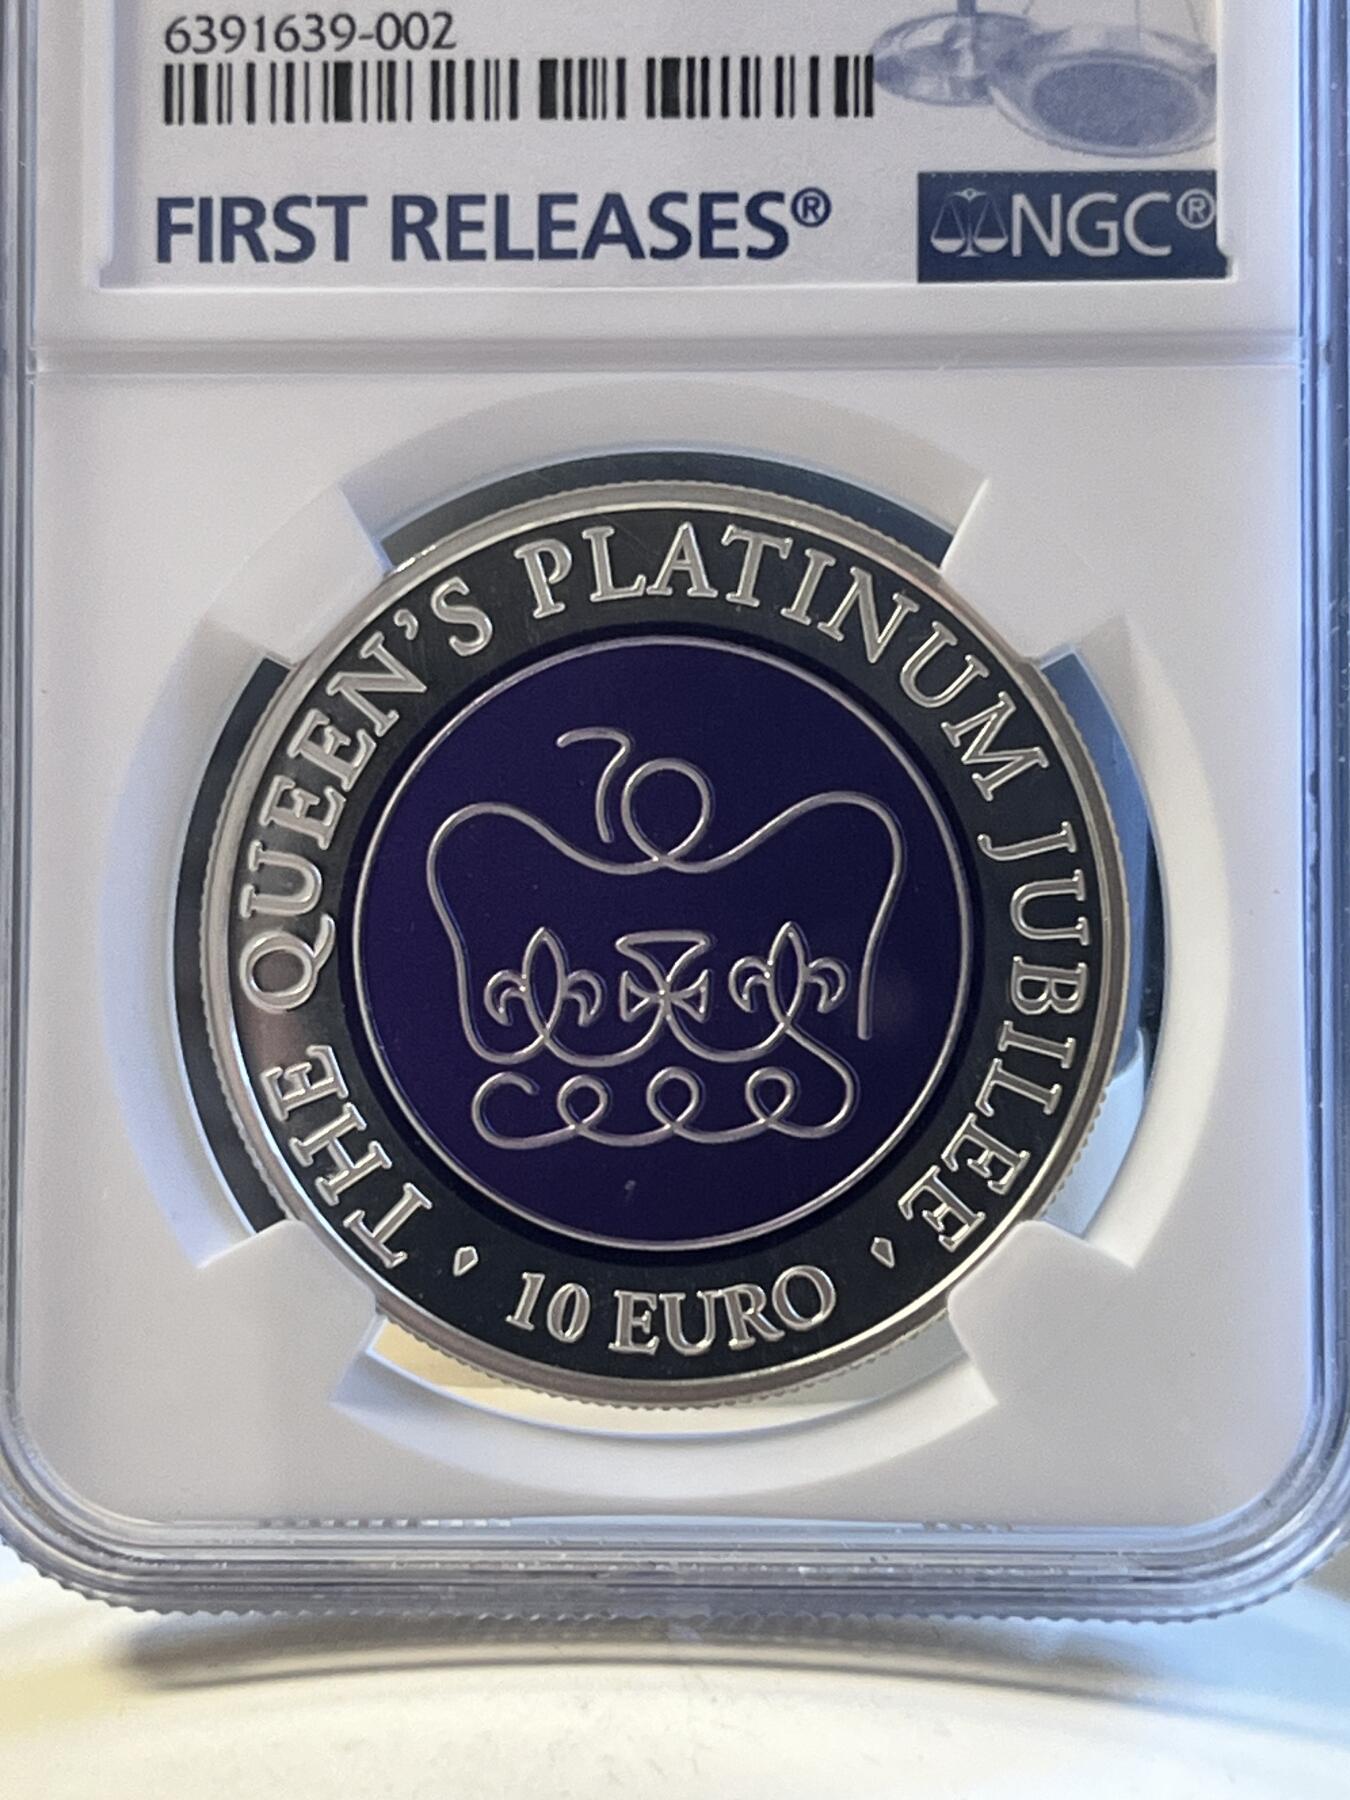 6391639-002
FIRST RELEASES®
NGC®
THE QUEEN'S PLATINUM JUBILEE
70
10 EURO